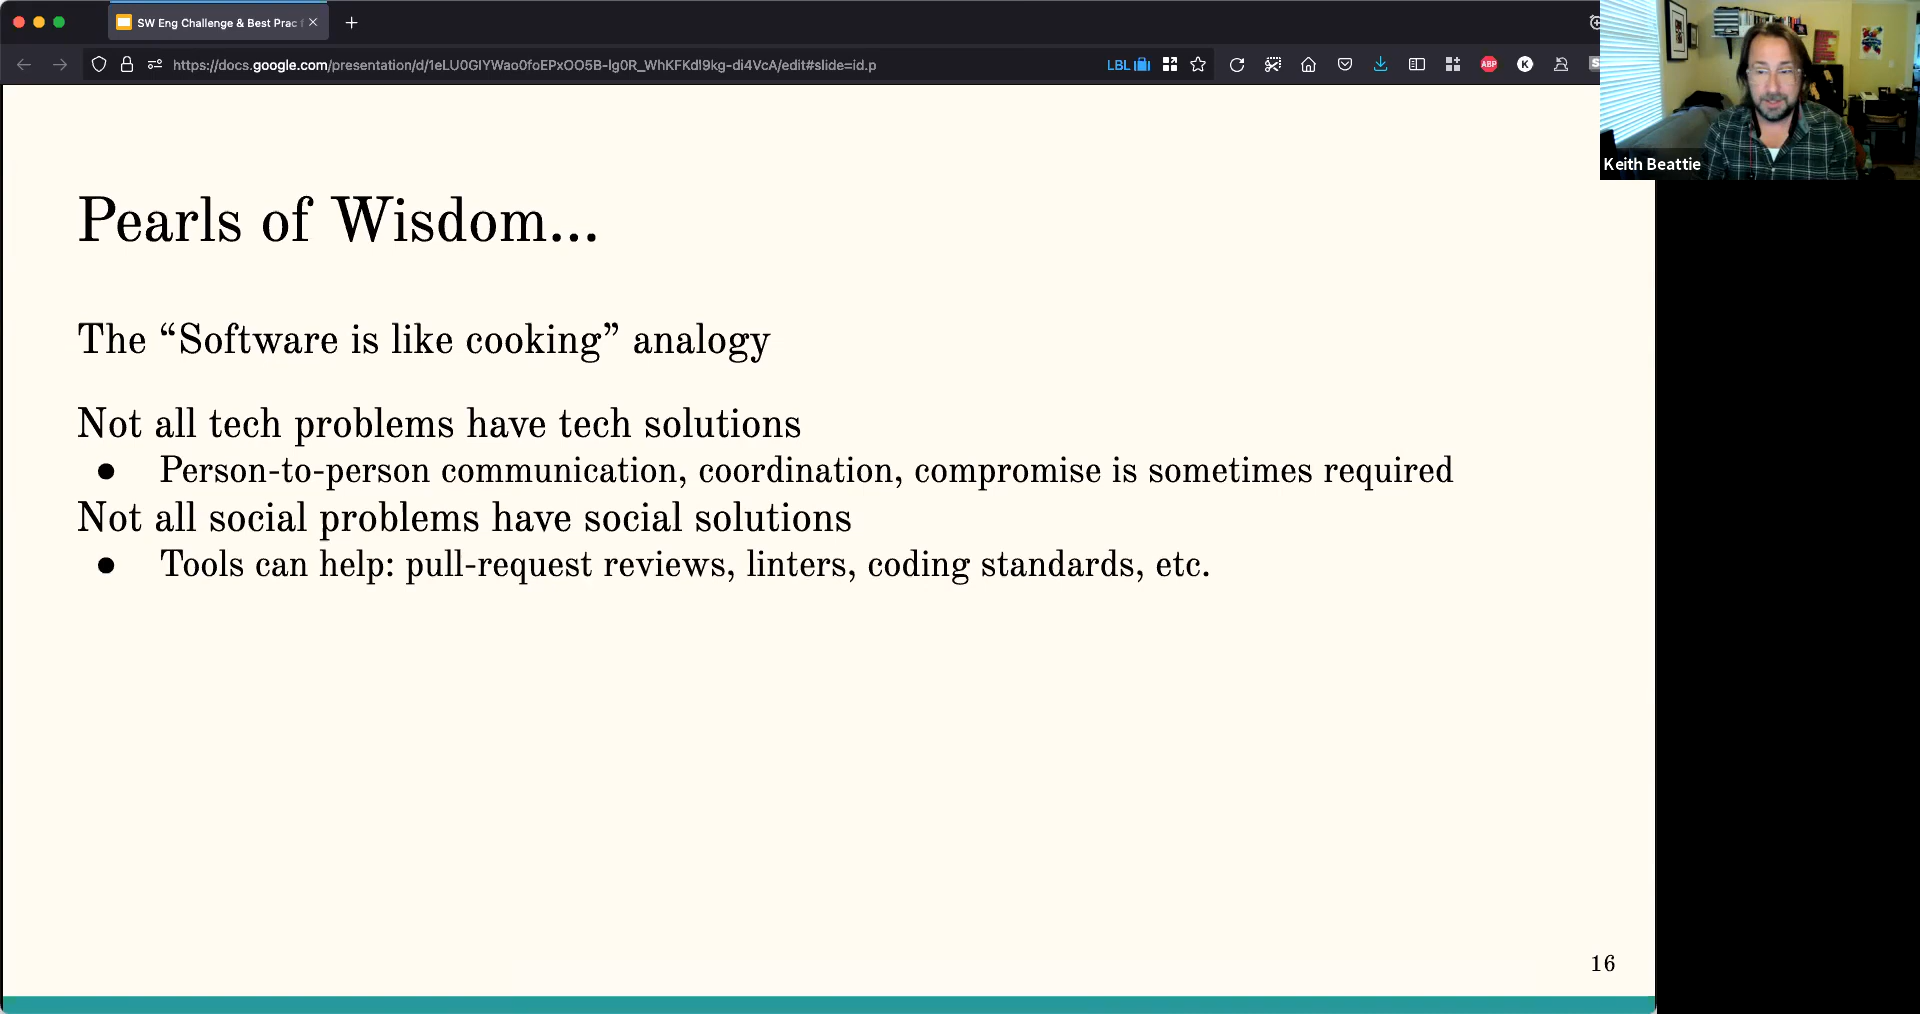 SW Eng Challenge & Best Prac
https://docs.google.com/presentation/d/1eLU0GIYWao0foEPxOO5B-Ig0R_WhKFKdl9kg-di4VcA/edit#slide=id.p
LBL
ABP
K
S
Keith Beattie
Pearls of Wisdom...
The “Software is like cooking” analogy
Not all tech problems have tech solutions
● Person-to-person communication, coordination, compromise is sometimes required
Not all social problems have social solutions
● Tools can help: pull-request reviews, linters, coding standards, etc.
16